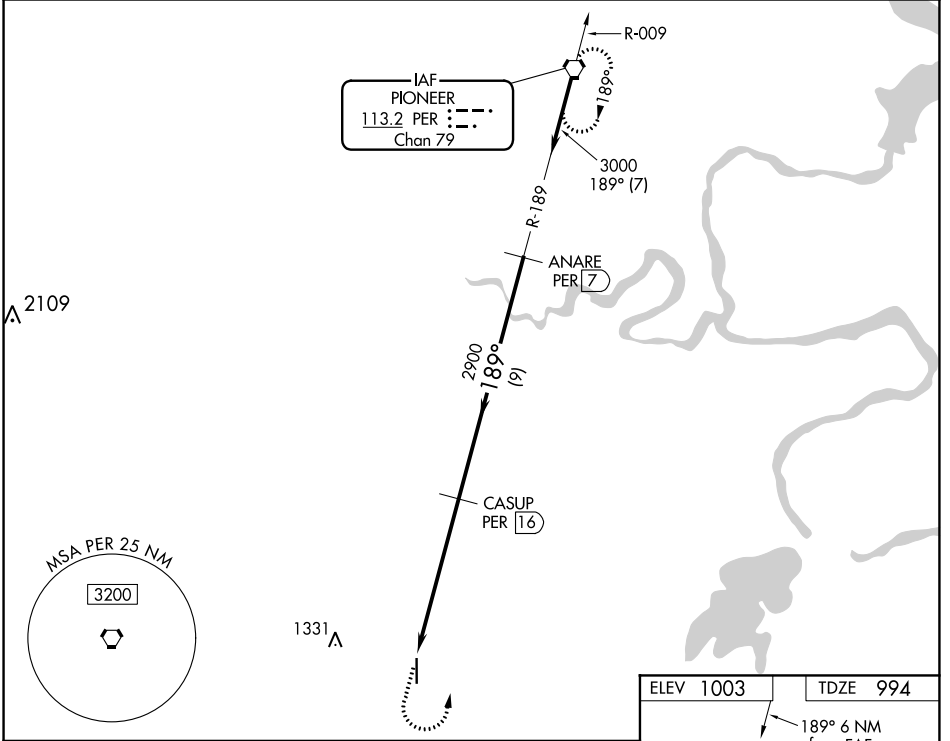 R-009
IAF
PIONEER
113.2 PER
Chan 79
189°
3000
189° (7)
R-189
ANARE
PER 7
2109
2900
189°
(9)
CASUP
PER 16
MSA PER 25 NM
3200
1331
ELEV 1003
TDZE 994
189° 6 NM